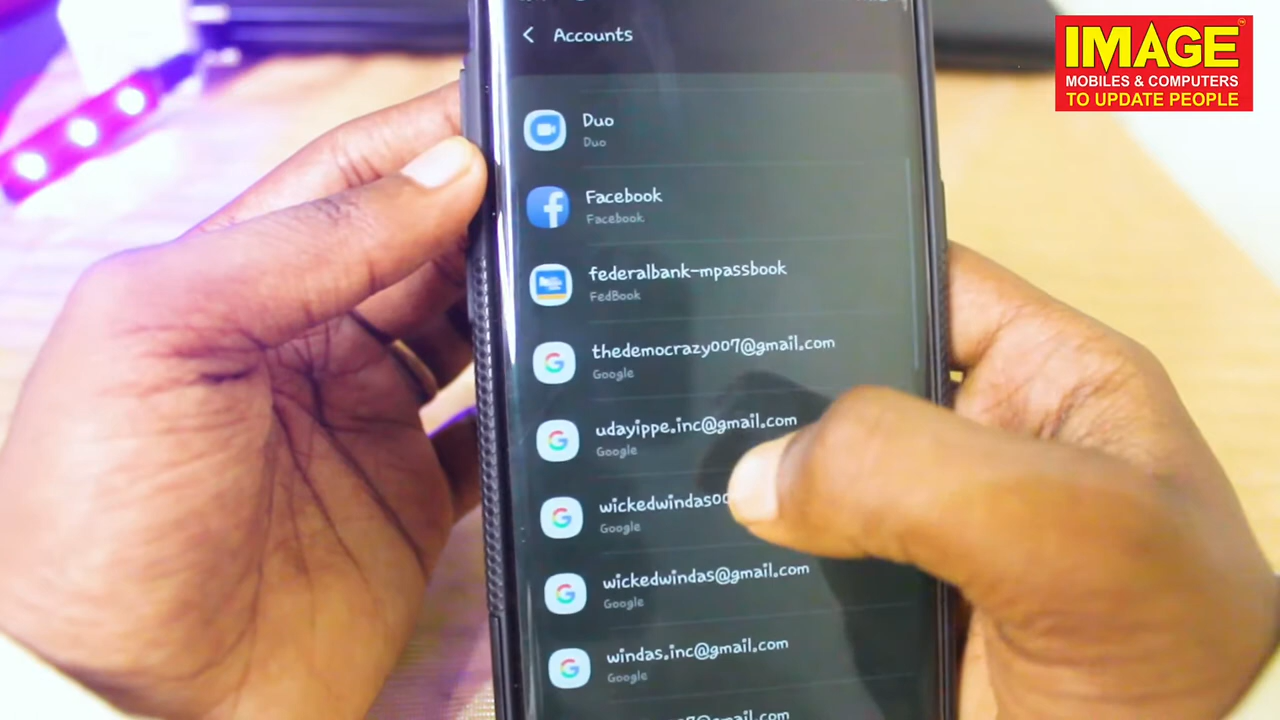 Accounts
IMAGE
MOBILES & COMPUTERS
TO UPDATE PEOPLE
Duo
Duo
Facebook
Facebook
federalbank-mpassbook
FedBook
thedemocrazy007@gmail.com
Google
udayippe.inc@gmail.com
Google
Google
wickedwindas@gmail.com
Google
windas.inc@gmail.com
Google